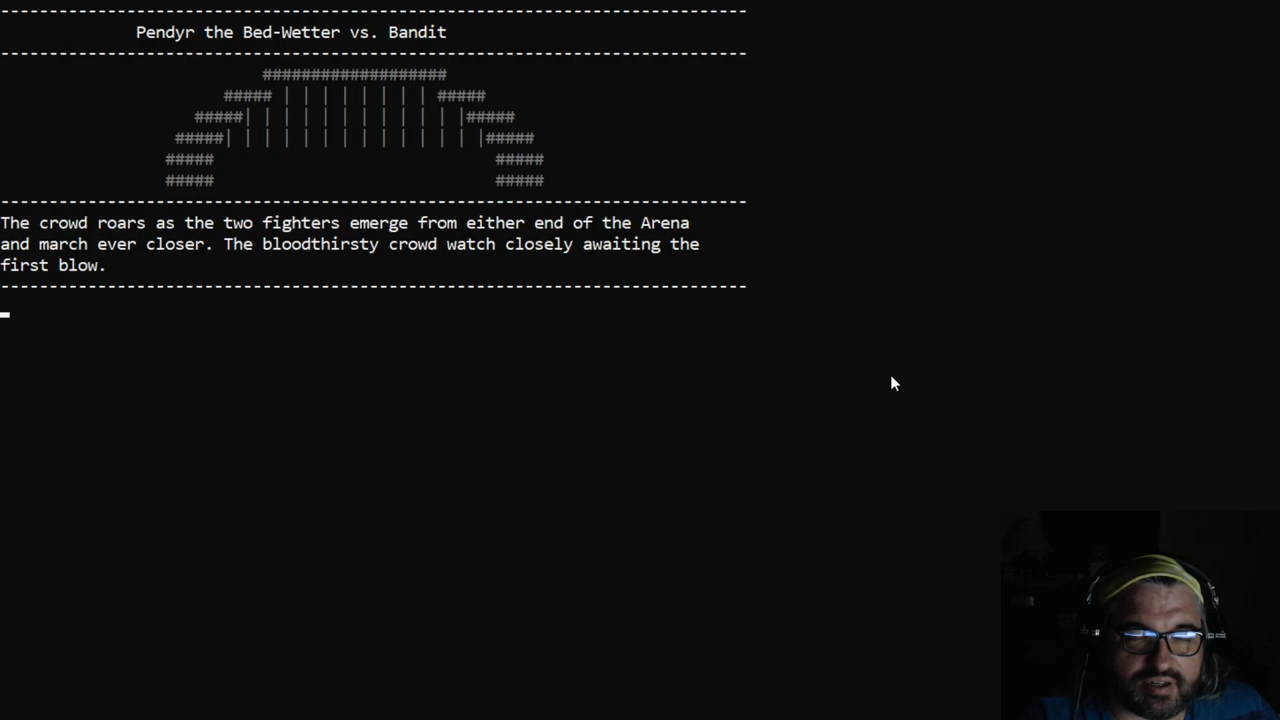 -----------------------------------------------------------------------------
Pendyr the Bed-Wetter vs. Bandit
-----------------------------------------------------------------------------
###################
##### | | | | | | | | #####
#####| | | | | | | | | | | |#####
#####| | | | | | | | | | | | | |#####
##### #####
##### #####
-----------------------------------------------------------------------------
The crowd roars as the two fighters emerge from either end of the Arena
and march ever closer. The bloodthirsty crowd watch closely awaiting the
first blow.
-----------------------------------------------------------------------------